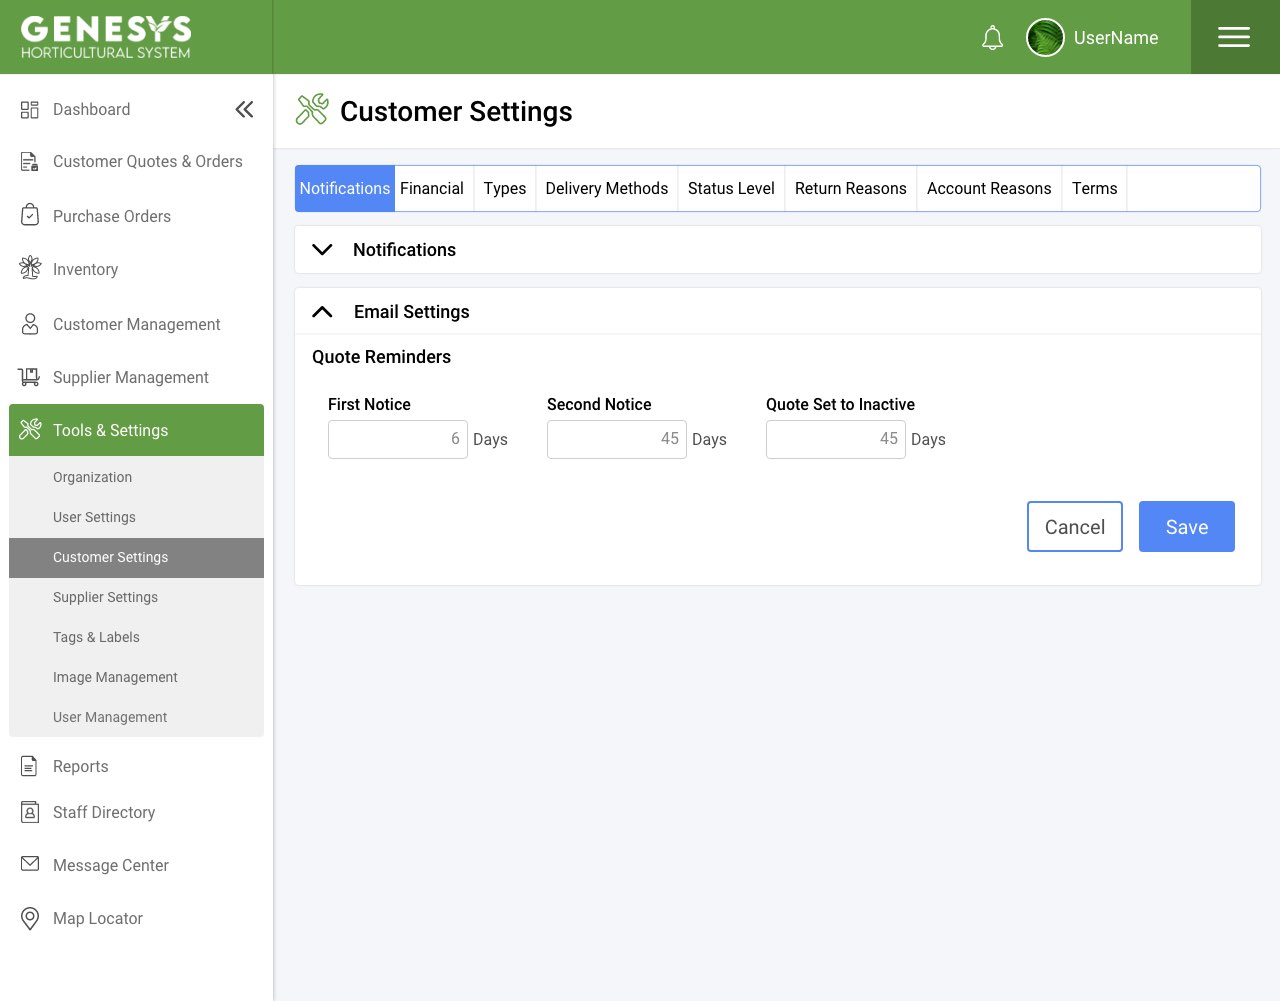 GENESYS
HORTICULTURAL SYSTEM
UserName
Dashboard
Customer Quotes & Orders
Purchase Orders
Inventory
Customer Management
Supplier Management
Tools & Settings
Organization
User Settings
Customer Settings
Supplier Settings
Tags & Labels
Image Management
User Management
Reports
Staff Directory
Message Center
Map Locator
Customer Settings
Notifications Financial Types Delivery Methods Status Level Return Reasons Account Reasons Terms
Notifications
Email Settings
Quote Reminders
First Notice Second Notice Quote Set to Inactive
6 Days 45 Days 45 Days
Cancel Save